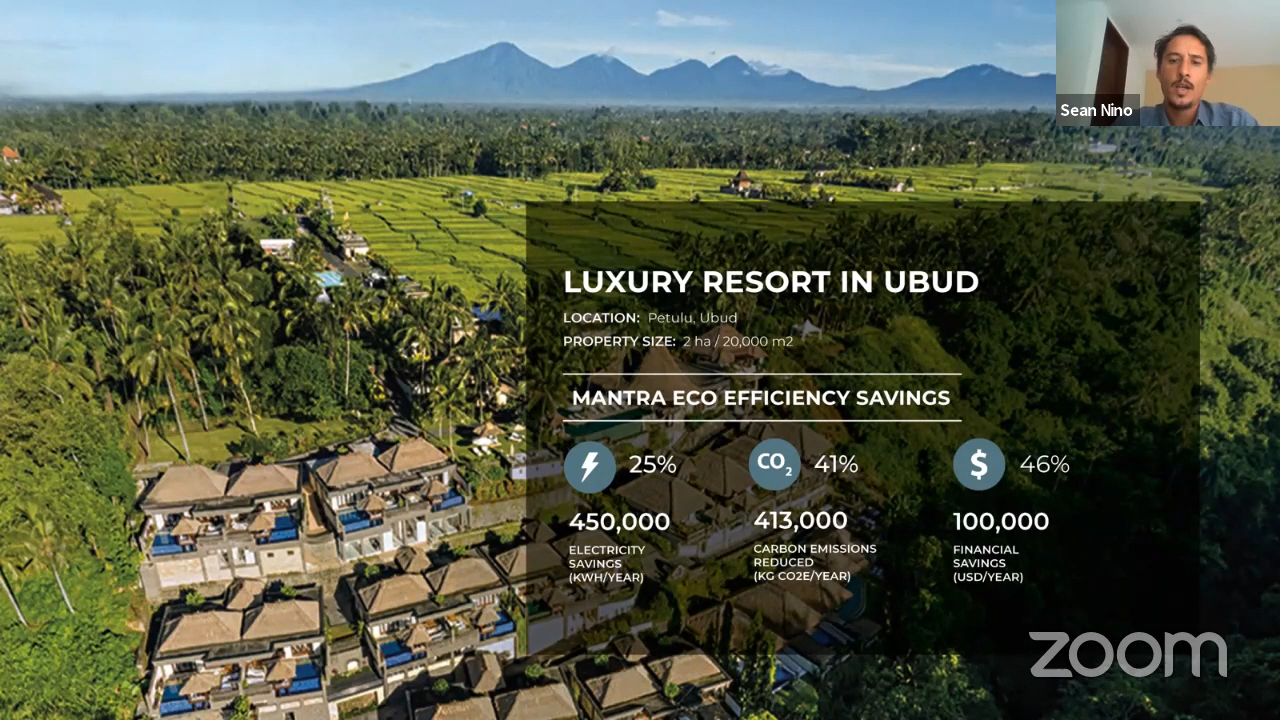 Sean Nino
LUXURY RESORT IN UBUD
LOCATION: Petulu, Ubud
PROPERTY SIZE: 2 ha / 20,000 m2
MANTRA ECO EFFICIENCY SAVINGS
25%
CO2 41%
$ 46%
450,000
413,000
100,000
ELECTRICITY
SAVINGS
(KWH/YEAR)
CARBON EMISSIONS
REDUCED
(KG CO2E/YEAR)
FINANCIAL
SAVINGS
(USD/YEAR)
zoom